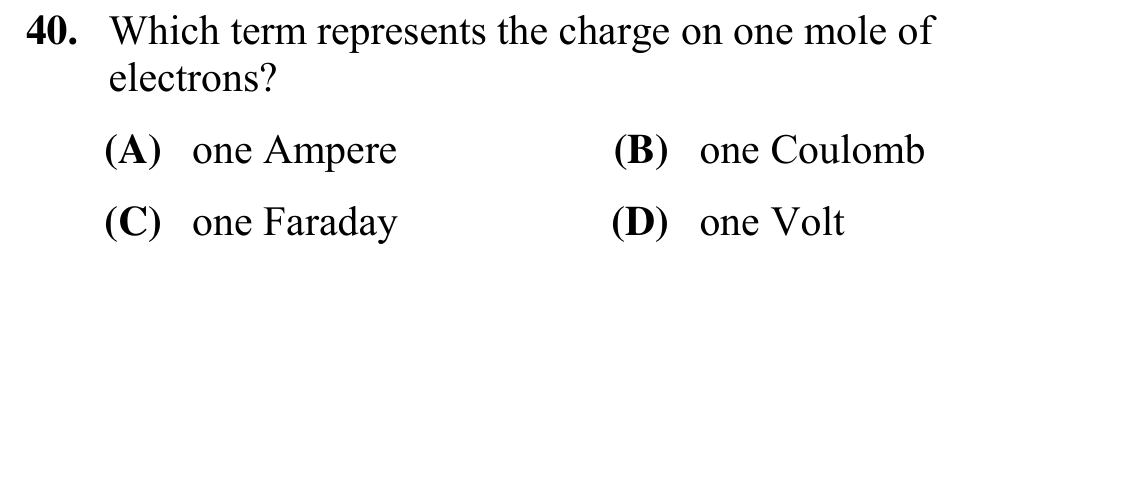 40. Which term represents the charge on one mole of
electrons?
(A) one Ampere (B) one Coulomb
(C) one Faraday (D) one Volt